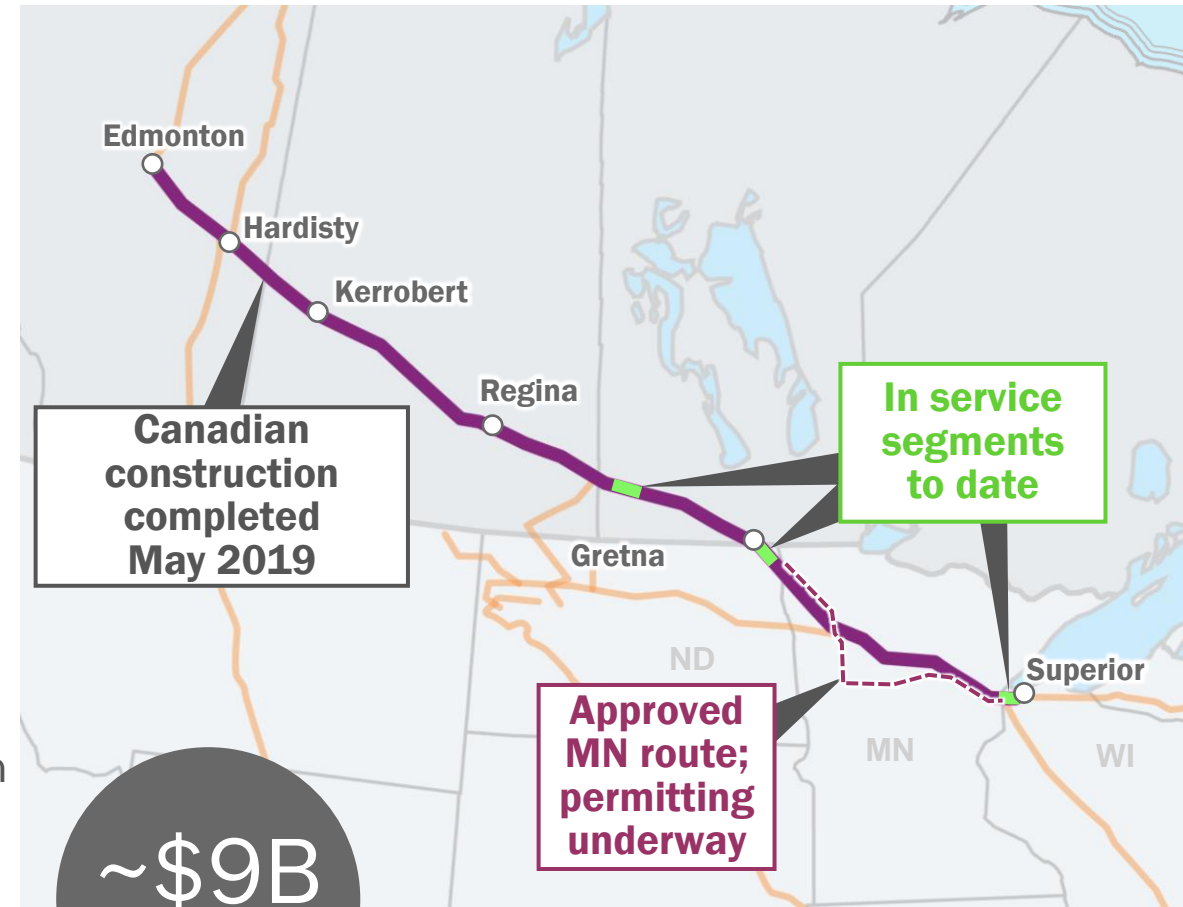 Edmonton
Hardisty
Kerrobert
Regina
Canadian
construction
completed
May 2019
In service
segments
to date
Gretna
ND
Superior
Approved
MN route;
permitting
underway
MN
WI
n
~$9B